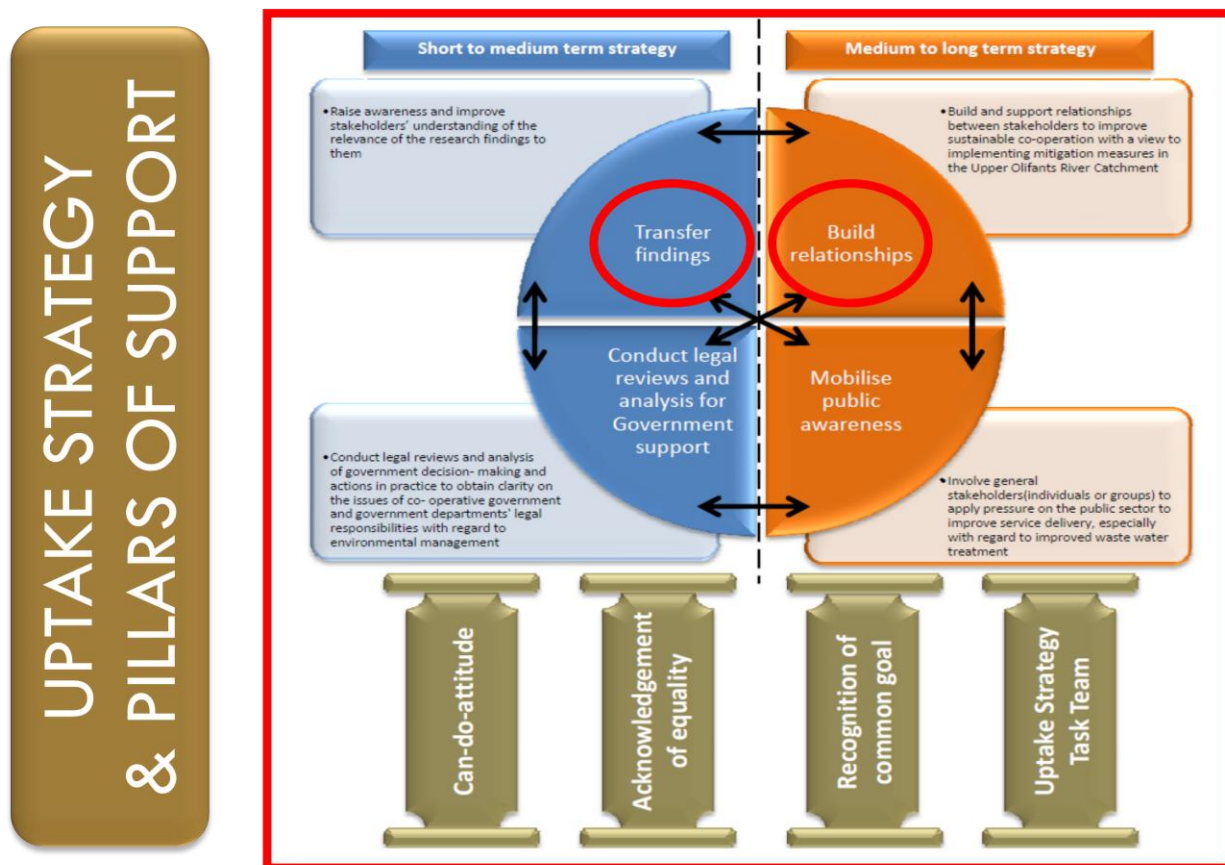 UPTAKE STRATEGY
& PILLARS OF SUPPORT
Short to medium term strategy
Medium to long term strategy
•Raise awareness and improve
stakeholders' understanding of the
relevance of the research findings to
them
•Build and support relationships
between stakeholders to improve
sustainable co-operation with a view to
implementing mitigation measures in
the Upper Olifants River Catchment
Transfer
findings
Build
relationships
Conduct legal
reviews and
analysis for
Government
support
Mobilise
public
awareness
•Conduct legal reviews and analysis
of government decision- making and
actions in practice to obtain clarity on
the issues of co- operative government
and government departments' legal
responsibilities with regard to
environmental management
•Involve general
stakeholders(individuals or groups) to
apply pressure on the public sector to
improve service delivery, especially
with regard to improved waste water
treatment
Can-do-attitude
Acknowledgement
of equality
Recognition of
common goal
Uptake Strategy
Task Team